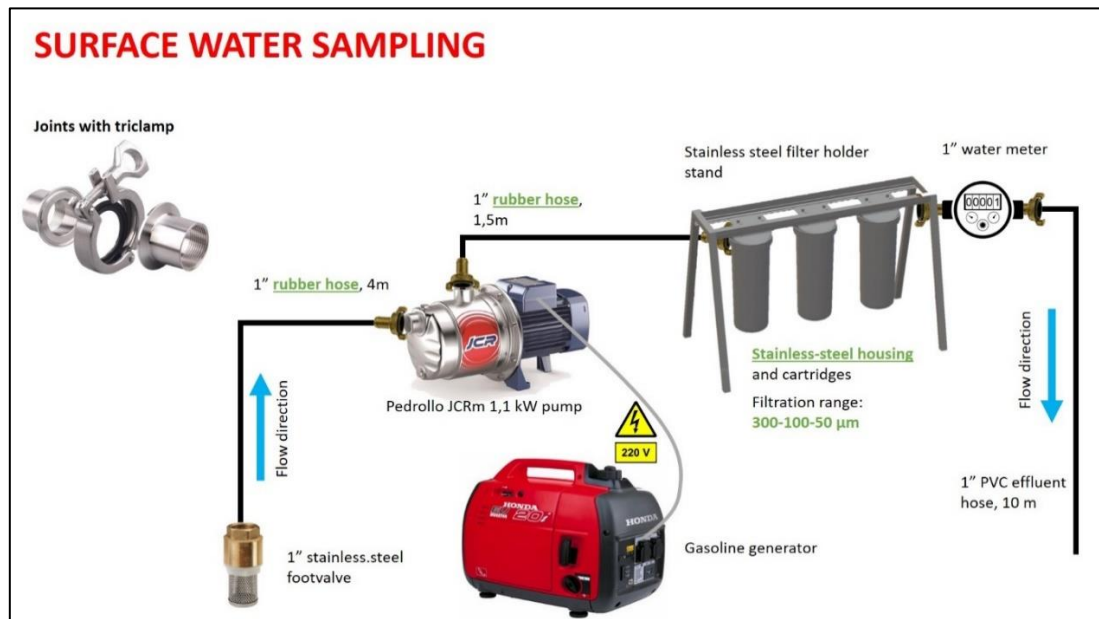 SURFACE WATER SAMPLING
Joints with triclamp
Stainless steel filter holder
stand
1” water meter
00001
1” rubber hose,
1,5m
1” rubber hose, 4m
JCR
Stainless-steel housing
and cartridges
Filtration range:
300-100-50 µm
Flow direction
Flow direction
Pedrollo JCRm 1,1 kW pump
220 V
1” PVC effluent
hose, 10 m
HONDA
20i
HONDA
Gasoline generator
1” stainless.steel
footvalve